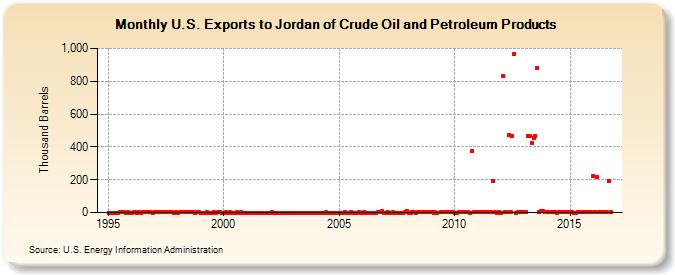 Monthly U.S. Exports to Jordan of Crude Oil and Petroleum Products
Thousand Barrels
1,000
800
600
400
200
0
1995 2000 2005 2010 2015
Source: U.S. Energy Information Administration